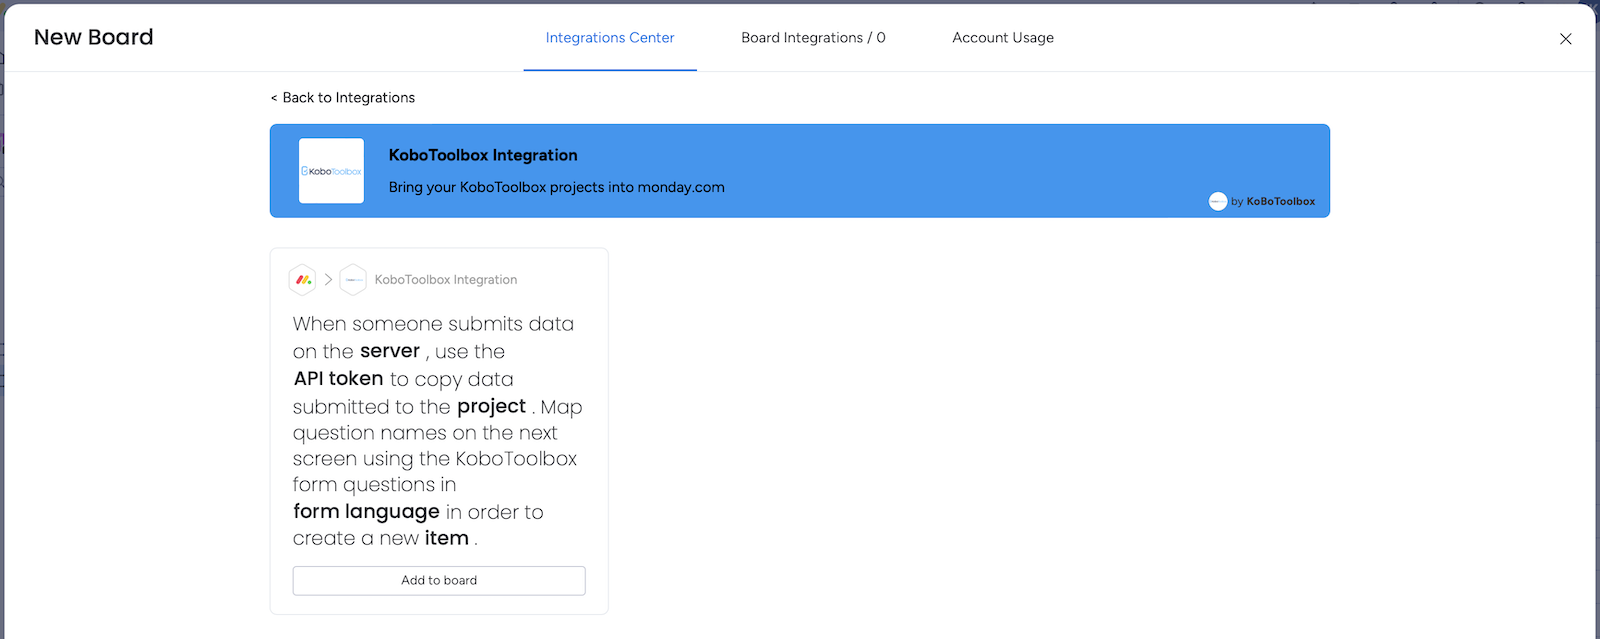 New Board
Integrations Center
Board Integrations / 0
Account Usage
< Back to Integrations
KoboToolbox
KoboToolbox Integration
Bring your KoboToolbox projects into monday.com
by KoBoToolbox
KoboToolbox Integration
When someone submits data
on the server , use the
API token to copy data
submitted to the project . Map
question names on the next
screen using the KoboToolbox
form questions in
form language in order to
create a new item .
Add to board